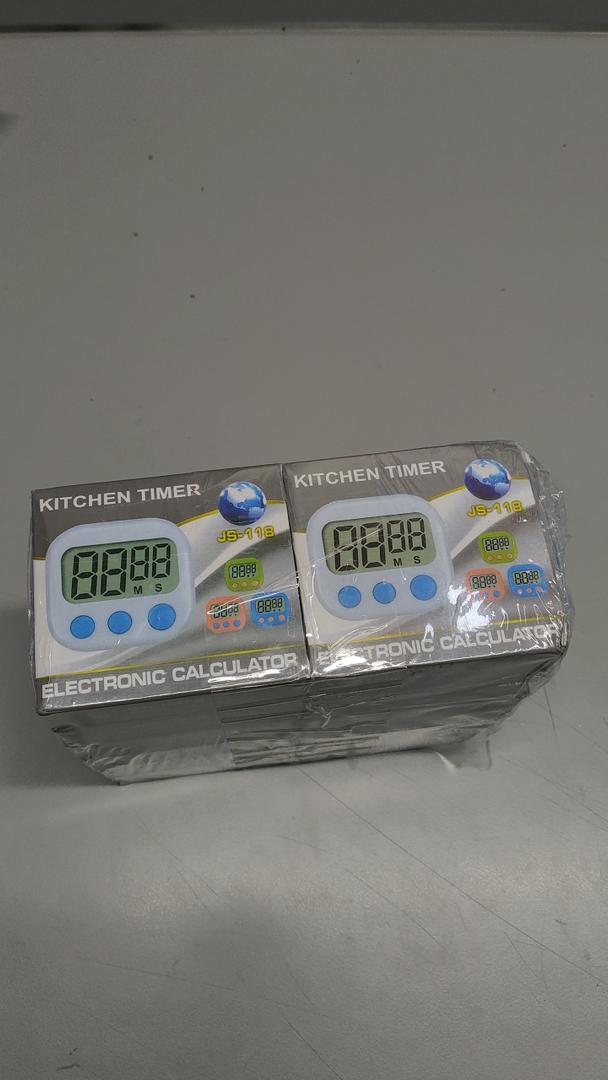 KITCHEN TIMER
JS-118
88 88
M S
ELECTRONIC CALCULATOR
KITCHEN TIMER
JS-118
88 88
M S
ELECTRONIC CALCULATOR